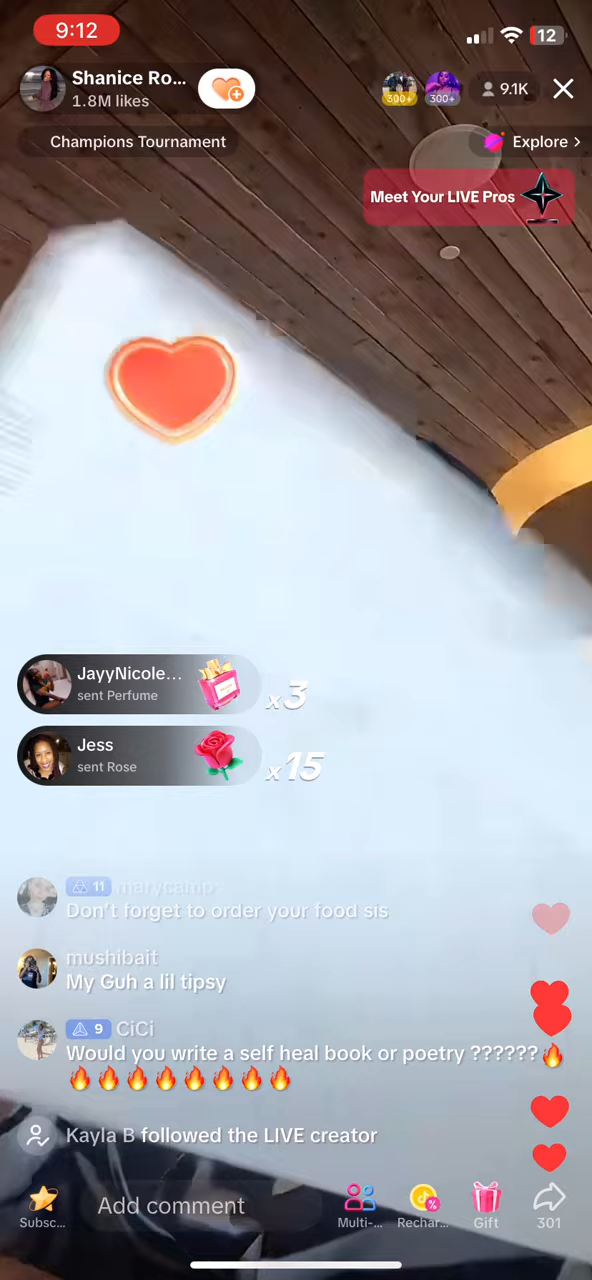 9:12
12
Shanice Ro...
1.8M likes
300+
300+
9.1K
Champions Tournament
Explore >
Meet Your LIVE Pros
JayyNicole...
sent Perfume
x3
Jess
sent Rose
x15
11 marycamp
Don't forget to order your food sis
mushibait
My Guh a lil tipsy
9 CiCi
Would you write a self heal book or poetry ??????🔥
🔥🔥🔥🔥🔥🔥🔥🔥
Kayla B followed the LIVE creator
Subsc...
Add comment
Multi-...
Rechar...
Gift
301